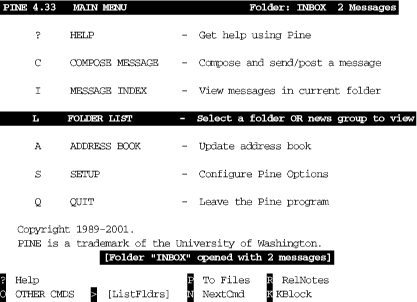 PINE 4.33 MAIN MENU Folder: INBOX 2 Messages
? HELP - Get help using Pine
C COMPOSE MESSAGE - Compose and send/post a message
I MESSAGE INDEX - View messages in current folder
L FOLDER LIST - Select a folder OR news group to view
A ADDRESS BOOK - Update address book
S SETUP - Configure Pine Options
Q QUIT - Leave the Pine program
Copyright 1989-2001.
PINE is a trademark of the University of Washington.
[Folder "INBOX" opened with 2 messages]
? Help P To Files R RelNotes
O OTHER CMDS > [ListFldrs] N NextCmd K KBlock